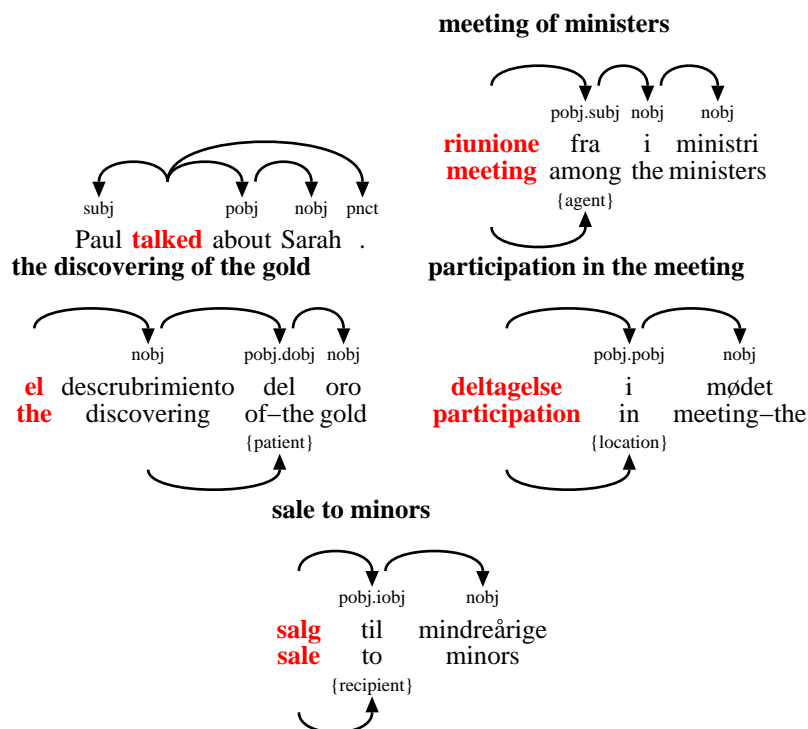 meeting of ministers
pobj.subj nobj nobj
riunione fra i ministri
meeting among the ministers
{agent}
subj pobj nobj pnct
Paul talked about Sarah .
the discovering of the gold
nobj pobj.dobj nobj
el descrubrimiento del oro
the discovering of−the gold
{patient}
participation in the meeting
pobj.pobj nobj
deltagelse i mødet
participation in meeting−the
{location}
sale to minors
pobj.iobj nobj
salg til mindreårige
sale to minors
{recipient}